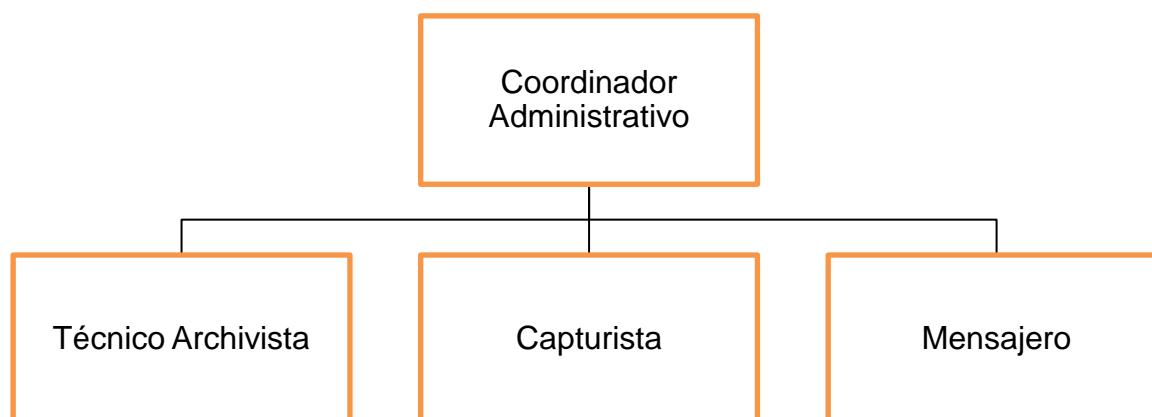 Coordinador
Administrativo
Técnico Archivista
Capturista
Mensajero